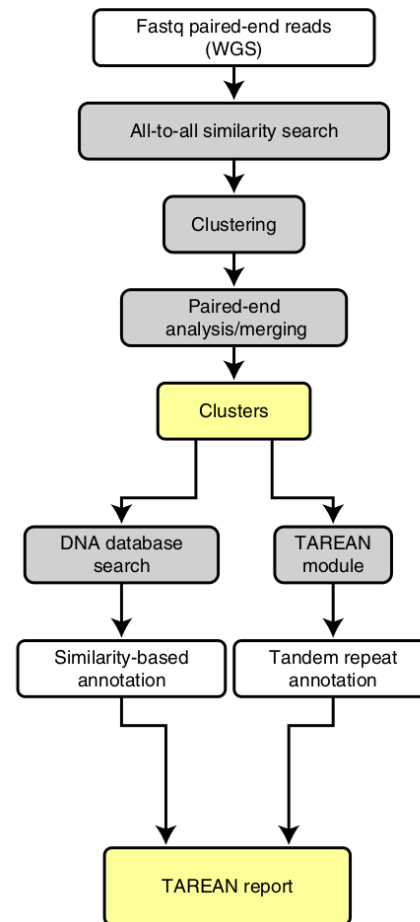 Fastq paired-end reads
(WGS)
All-to-all similarity search
Clustering
Paired-end
analysis/merging
Clusters
DNA database
search
TAREAN
module
Similarity-based
annotation
Tandem repeat
annotation
TAREAN report